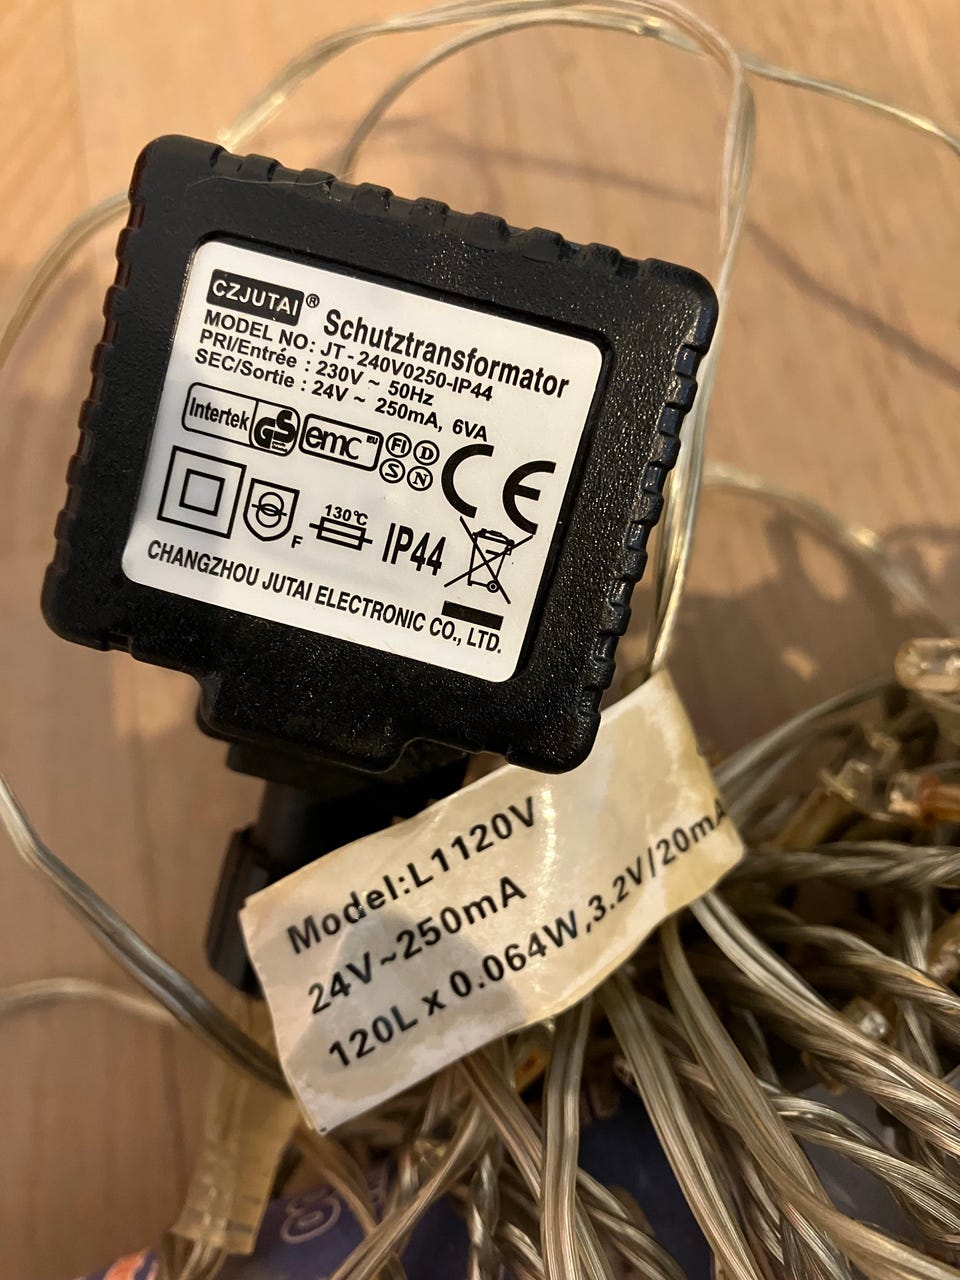 CZJUTAI® Schutztransformator
MODEL NO: JT-240V0250-IP44
PRI/Entrée : 230V ~ 50Hz
SEC/Sortie : 24V ~ 250mA, 6VA
Intertek GS emc EU FI D S N CE
F 130℃ IP44
CHANGZHOU JUTAI ELECTRONIC CO., LTD.
Model:L1120V
24V~250mA
120L x 0.064W,3.2V/20mA